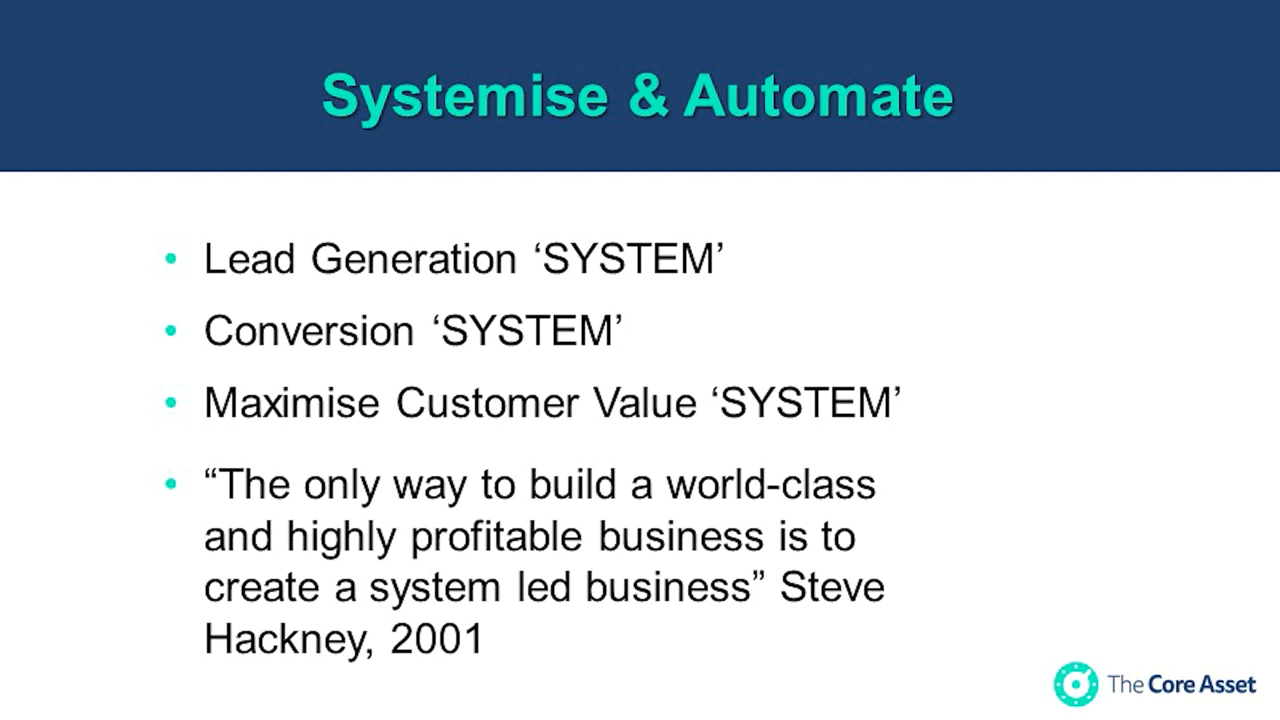 Systemise & Automate
• Lead Generation ‘SYSTEM’
• Conversion ‘SYSTEM’
• Maximise Customer Value ‘SYSTEM’
• “The only way to build a world-class
and highly profitable business is to
create a system led business” Steve
Hackney, 2001
The Core Asset